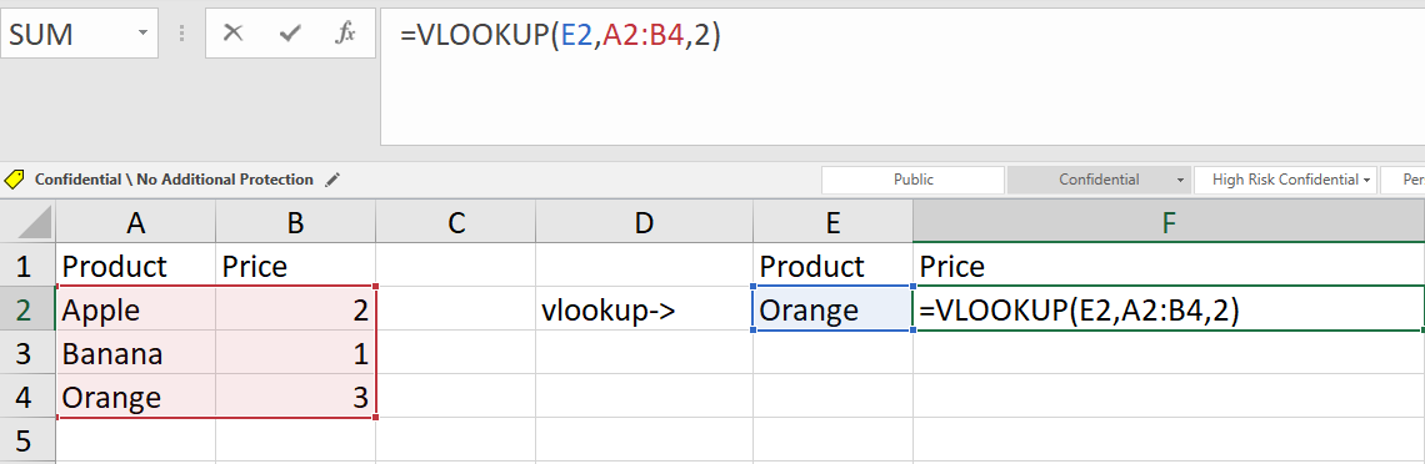 SUM fx =VLOOKUP(E2,A2:B4,2)
Confidential \ No Additional Protection Public Confidential High Risk Confidential
A B C D E F
1 Product Price Product Price
2 Apple 2 vlookup-> Orange =VLOOKUP(E2,A2:B4,2)
3 Banana 1
4 Orange 3
5